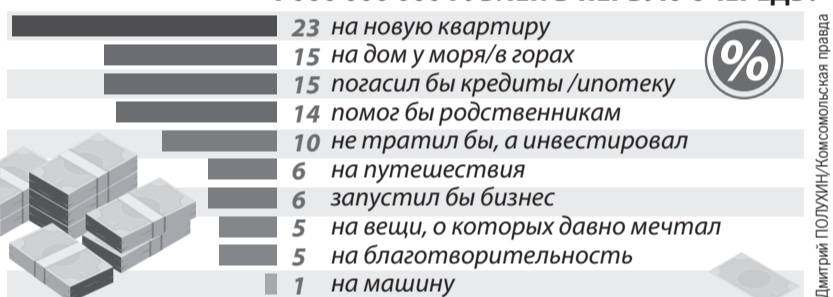 23 на новую квартиру
15 на дом у моря/в горах
15 погасил бы кредиты /ипотеку
14 помог бы родственникам
10 не тратил бы, а инвестировал
6 на путешествия
6 запустил бы бизнес
5 на вещи, о которых давно мечтал
5 на благотворительность
1 на машину
%
Дмитрий ПОЛУХИН/Комсомольская правда